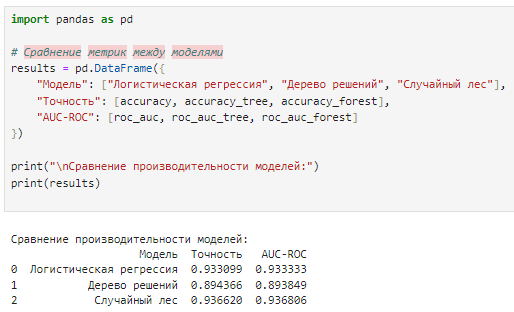 import pandas as pd
# Сравнение метрик между моделями
results = pd.DataFrame({
    "Модель": ["Логистическая регрессия", "Дерево решений", "Случайный лес"],
    "Точность": [accuracy, accuracy_tree, accuracy_forest],
    "AUC-ROC": [roc_auc, roc_auc_tree, roc_auc_forest]
})
print("\nСравнение производительности моделей:")
print(results)
Сравнение производительности моделей:
                   Модель  Точность   AUC-ROC
0  Логистическая регрессия  0.933099  0.933333
1           Дерево решений  0.894366  0.893849
2            Случайный лес  0.936620  0.936806